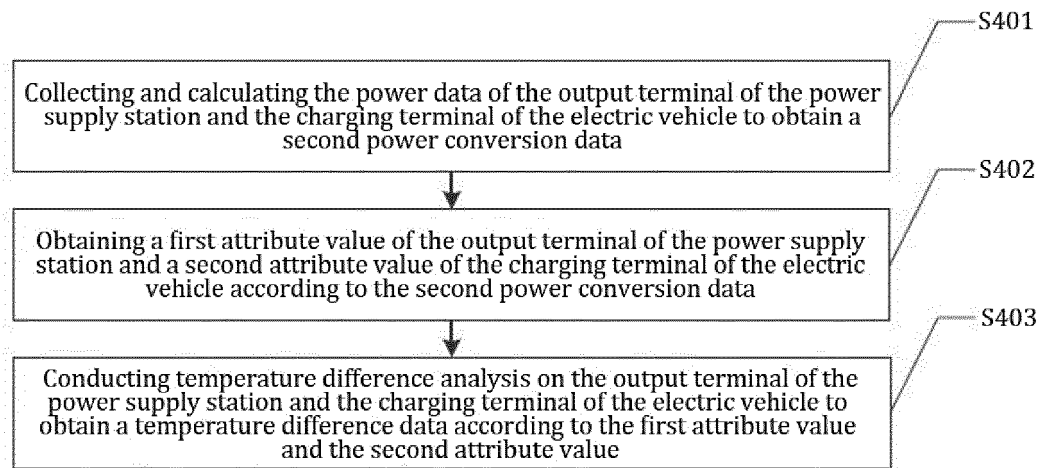 S401
Collecting and calculating the power data of the output terminal of the power
supply station and the charging terminal of the electric vehicle to obtain a
second power conversion data
S402
Obtaining a first attribute value of the output terminal of the power supply
station and a second attribute value of the charging terminal of the electric
vehicle according to the second power conversion data
S403
Conducting temperature difference analysis on the output terminal of the
power supply station and the charging terminal of the electric vehicle to
obtain a temperature difference data according to the first attribute value
and the second attribute value